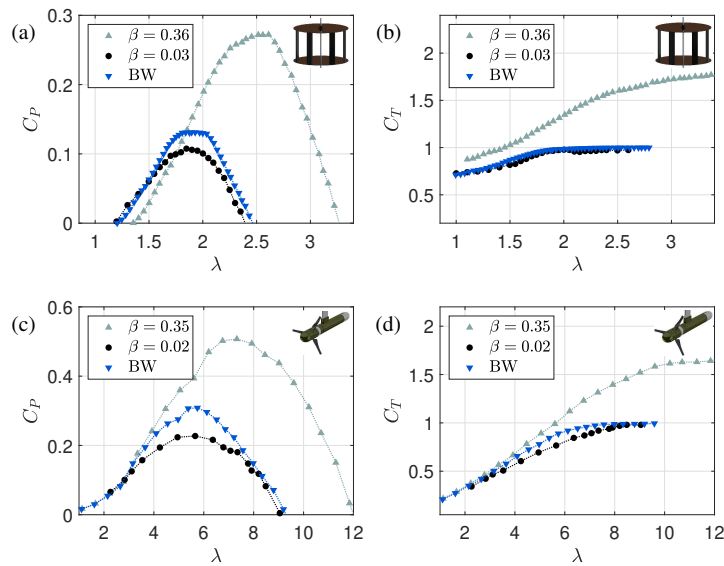 (a)
0.3
0.2
0.1
0
C_P
β = 0.36
β = 0.03
BW
1 1.5 2 2.5 3
λ
(b)
2
1.5
1
0.5
C_T
β = 0.36
β = 0.03
BW
1 1.5 2 2.5 3
λ
(c)
0.6
0.4
0.2
0
C_P
β = 0.35
β = 0.02
BW
2 4 6 8 10 12
λ
(d)
2
1.5
1
0.5
C_T
β = 0.35
β = 0.02
BW
2 4 6 8 10 12
λ